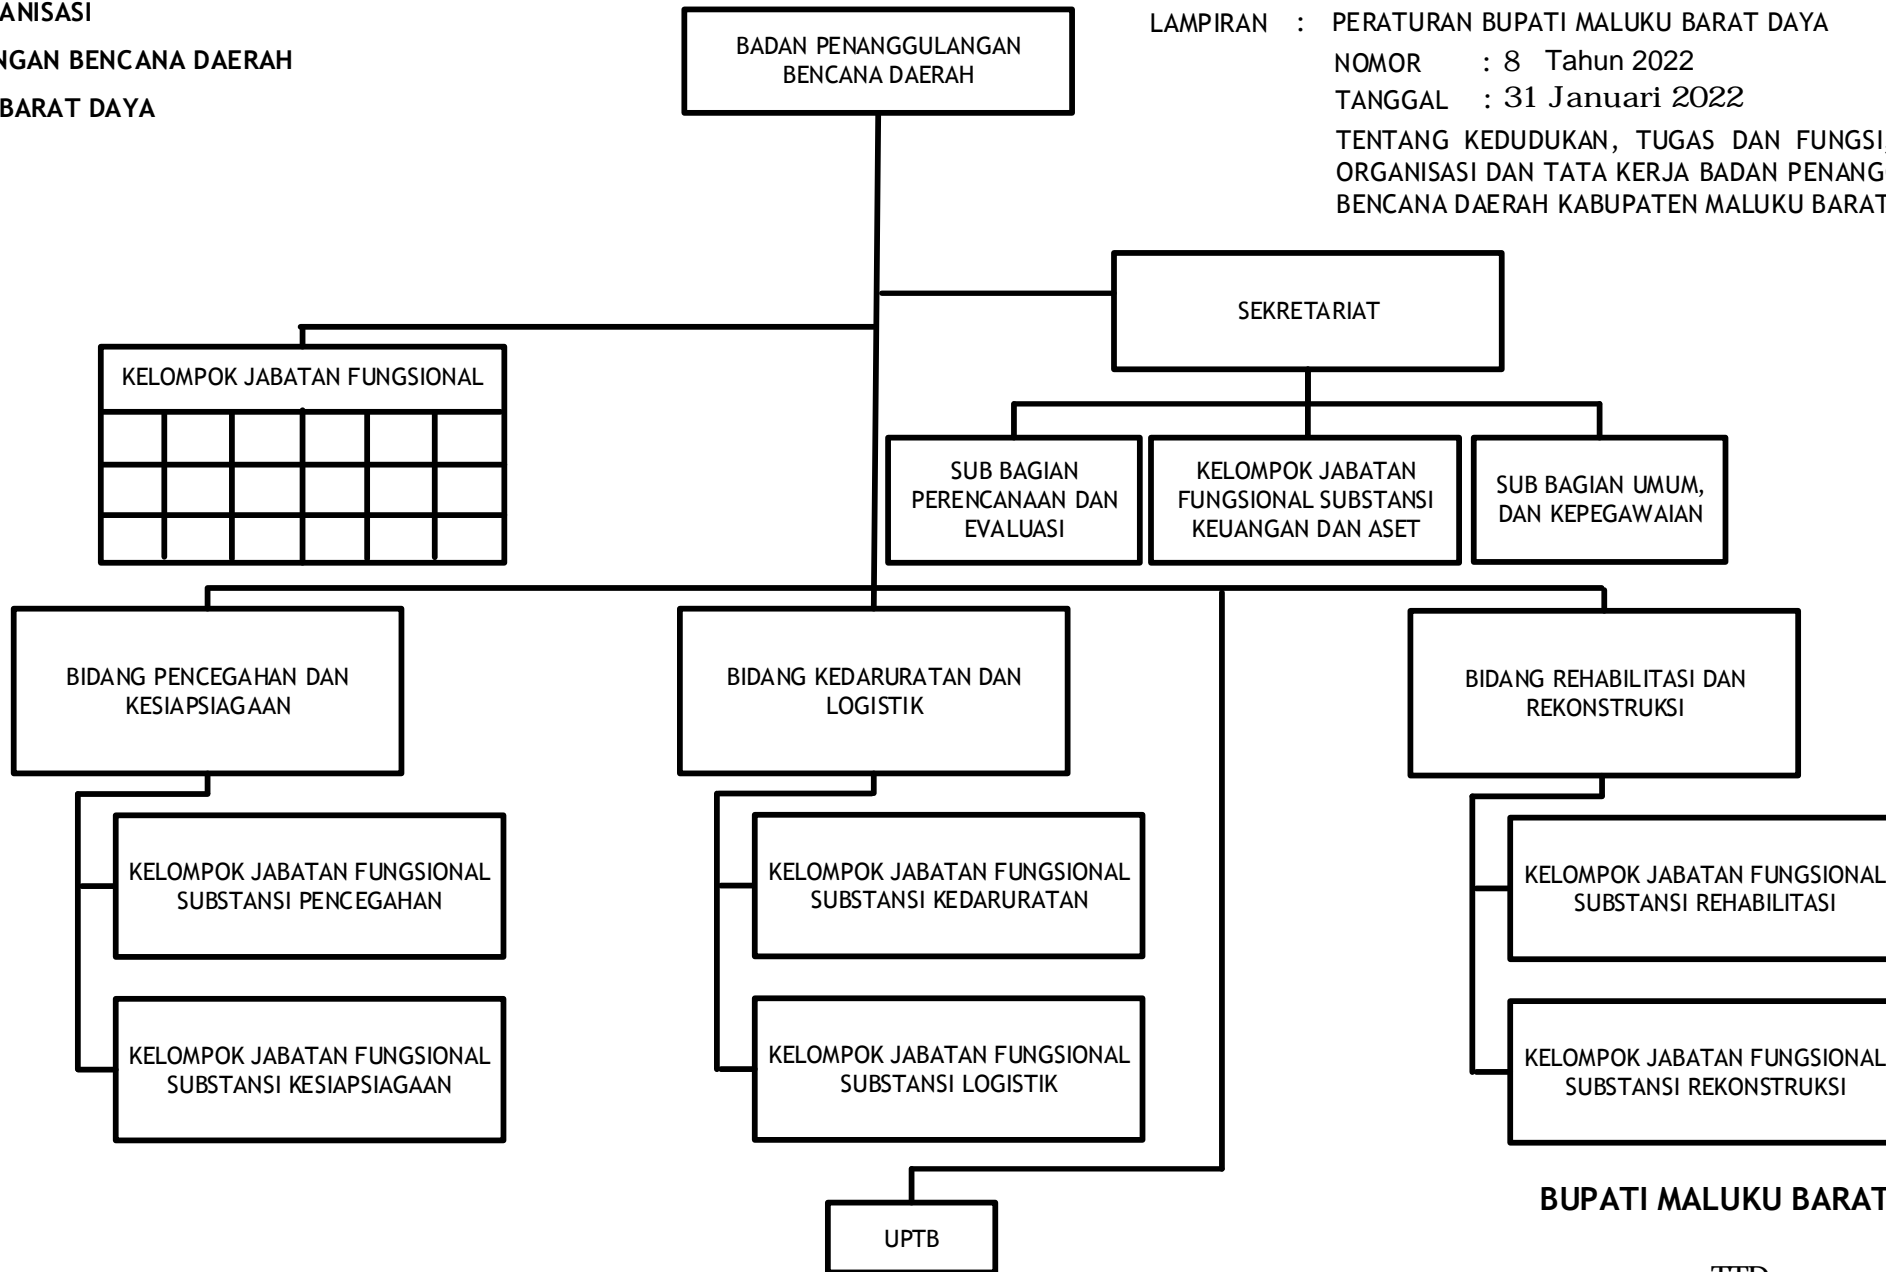 ANISASI
NGAN BENCANA DAERAH
BARAT DAYA
BADAN PENANGGULANGAN
BENCANA DAERAH
LAMPIRAN : PERATURAN BUPATI MALUKU BARAT DAYA
NOMOR : 8 Tahun 2022
TANGGAL : 31 Januari 2022
TENTANG KEDUDUKAN, TUGAS DAN FUNGSI,
ORGANISASI DAN TATA KERJA BADAN PENANG
BENCANA DAERAH KABUPATEN MALUKU BARAT
SEKRETARIAT
KELOMPOK JABATAN FUNGSIONAL
SUB BAGIAN
PERENCANAAN DAN
EVALUASI
KELOMPOK JABATAN
FUNGSIONAL SUBSTANSI
KEUANGAN DAN ASET
SUB BAGIAN UMUM,
DAN KEPEGAWAIAN
BIDANG PENCEGAHAN DAN
KESIAPSIAGAAN
BIDANG KEDARURATAN DAN
LOGISTIK
BIDANG REHABILITASI DAN
REKONSTRUKSI
KELOMPOK JABATAN FUNGSIONAL
SUBSTANSI PENCEGAHAN
KELOMPOK JABATAN FUNGSIONAL
SUBSTANSI KEDARURATAN
KELOMPOK JABATAN FUNGSIONAL
SUBSTANSI REHABILITASI
KELOMPOK JABATAN FUNGSIONAL
SUBSTANSI KESIAPSIAGAAN
KELOMPOK JABATAN FUNGSIONAL
SUBSTANSI LOGISTIK
KELOMPOK JABATAN FUNGSIONAL
SUBSTANSI REKONSTRUKSI
BUPATI MALUKU BARAT
UPTB
TTD